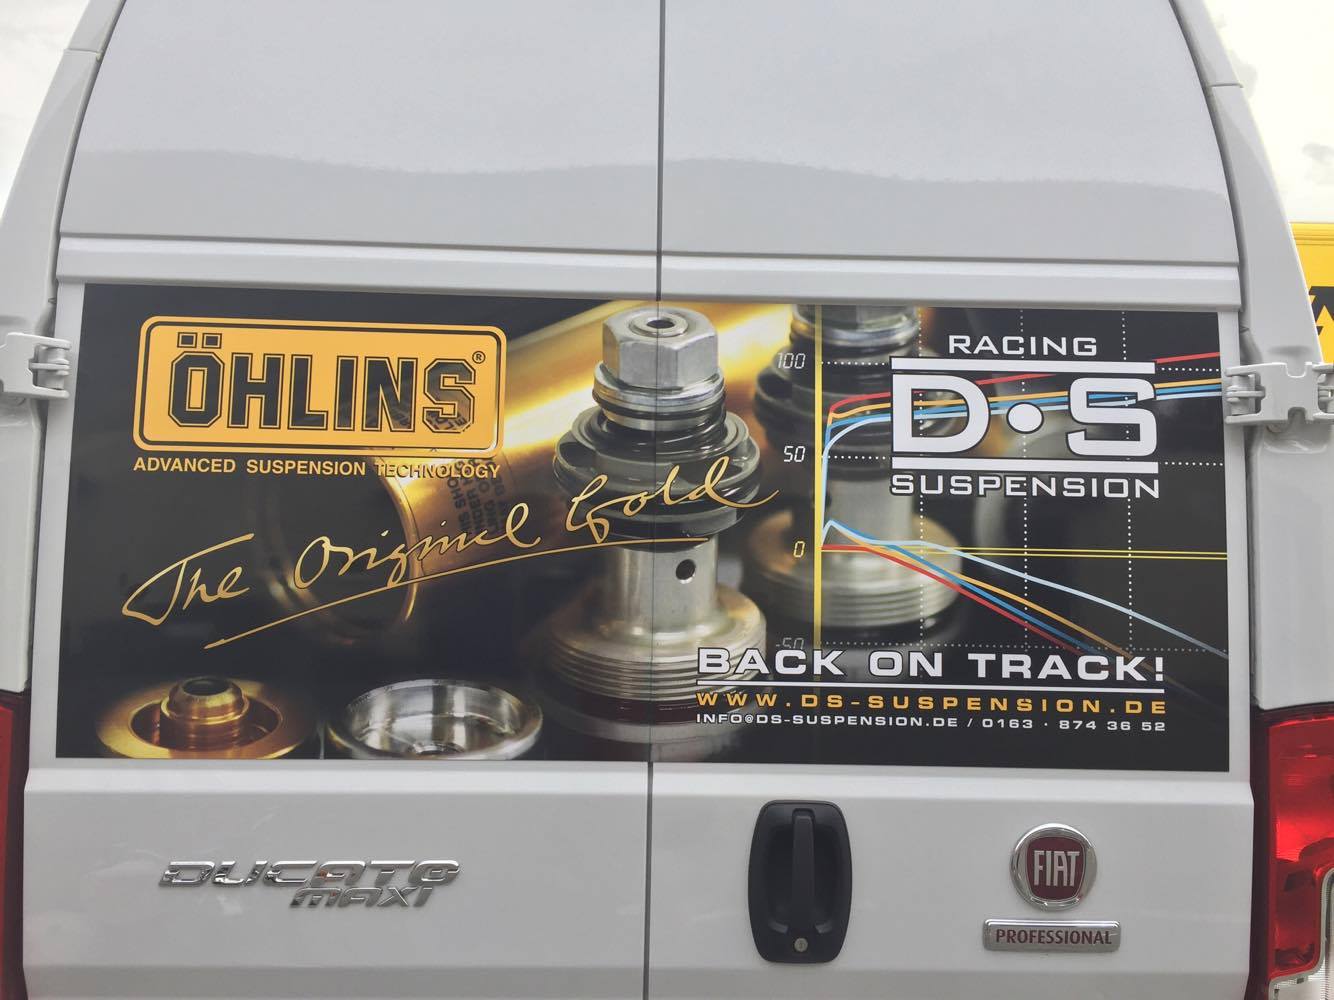 ÖHLINS®
ADVANCED SUSPENSION TECHNOLOGY
The Original Gold
100
50
0
-50
RACING
D•S
SUSPENSION
BACK ON TRACK!
WWW.DS-SUSPENSION.DE
INFO@DS-SUSPENSION.DE / 0163 · 874 36 52
DUCATO
MAXI
FIAT
PROFESSIONAL